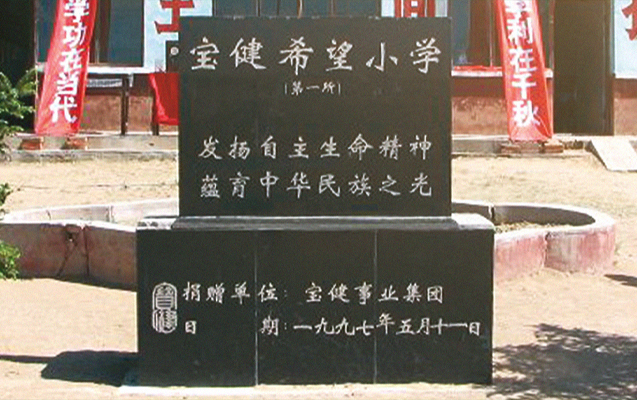 学功在当代
利在千秋
宝健希望小学
(第一所)
发扬自主生命精神
蕴育中华民族之光
捐赠单位:宝健事业集团
日期:一九九七年五月十一日